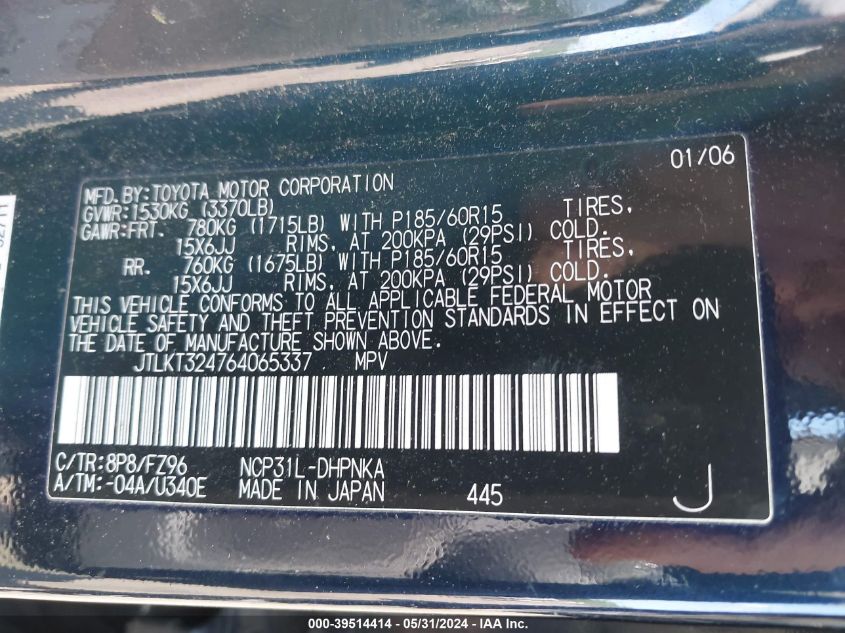 01/06
MFD. BY: TOYOTA MOTOR CORPORATION
GVWR: 1530KG (3370LB)
GAWR: FRT. 780KG (1715LB) WITH P185/60R15 TIRES,
15X6JJ RIMS, AT 200KPA (29PSI) COLD.
RR. 760KG (1675LB) WITH P185/60R15 TIRES,
15X6JJ RIMS, AT 200KPA (29PSI) COLD.
THIS VEHICLE CONFORMS TO ALL APPLICABLE FEDERAL MOTOR
VEHICLE SAFETY AND THEFT PREVENTION STANDARDS IN EFFECT ON
THE DATE OF MANUFACTURE SHOWN ABOVE.
JTLKT324764065337 MPV
C/TR: 8P8/FZ96 NCP31L-DHPNKA
A/TM: -04A/U340E MADE IN JAPAN 445 J
000-39514414 - 05/31/2024 - IAA Inc.